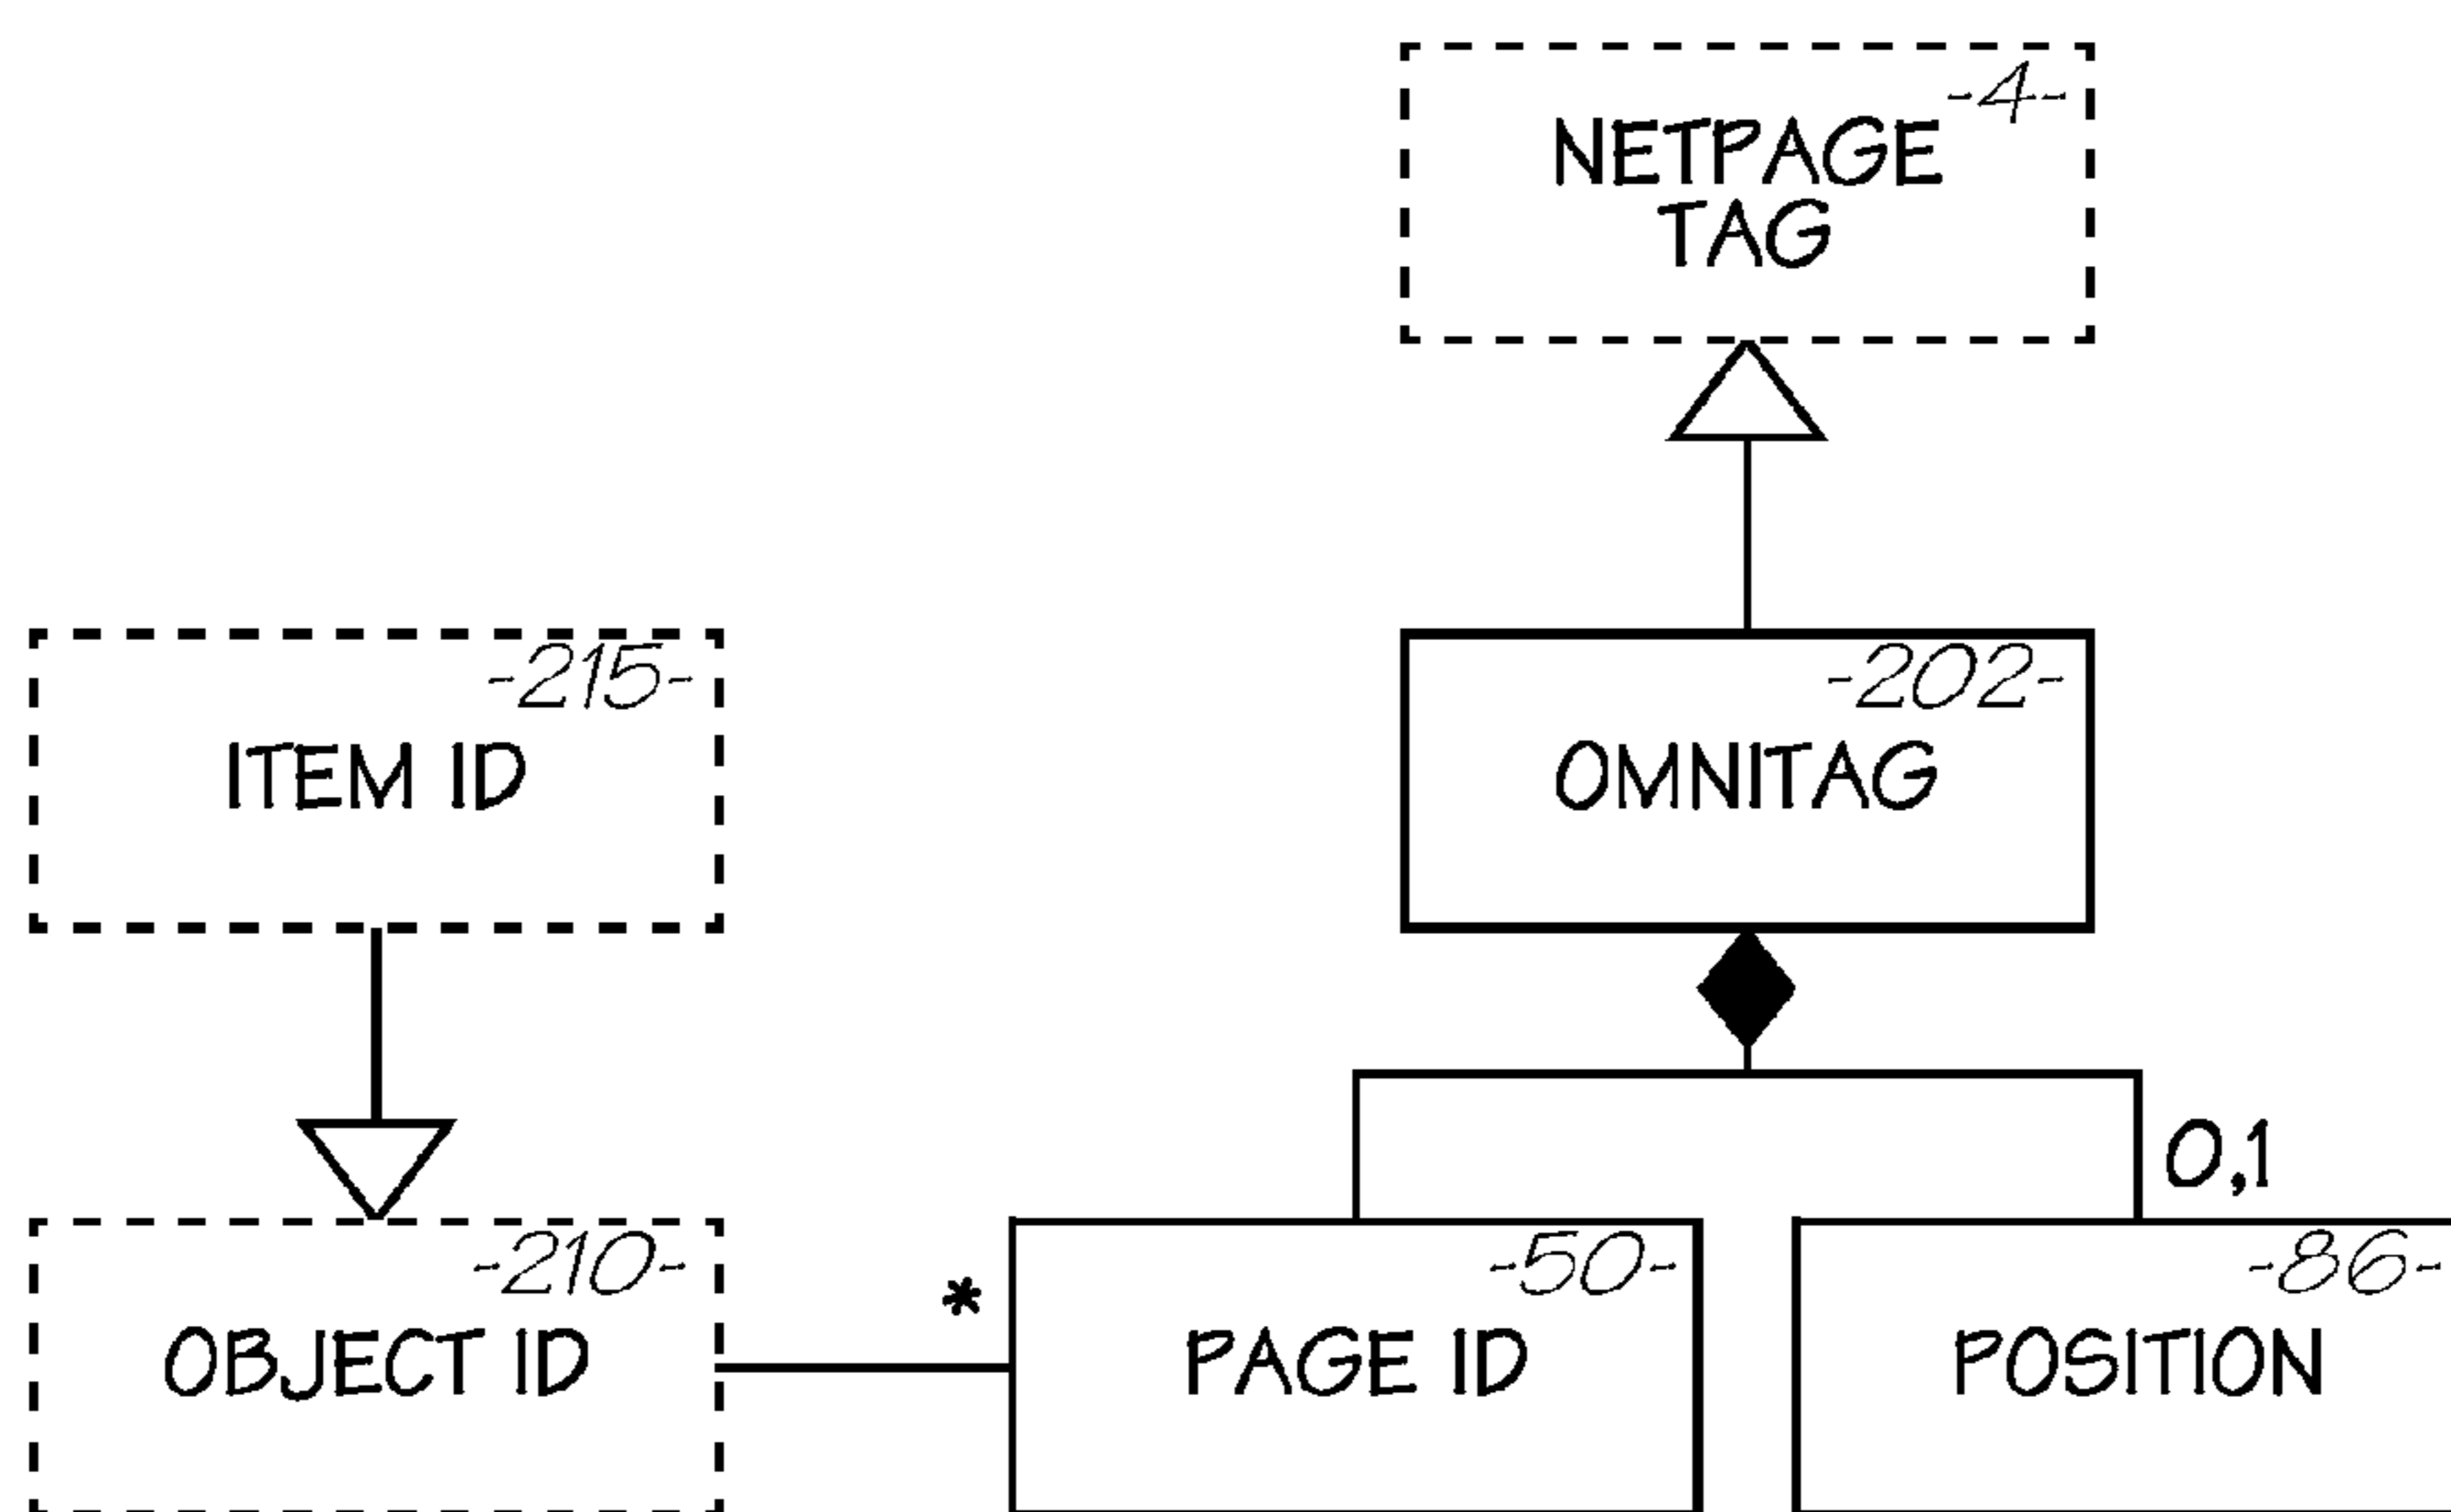 -4-
NETPAGE
TAG
-215-
ITEM ID
-202-
OMNITAG
0,1
-210-
OBJECT ID
*
-50-
PAGE ID
-86-
POSITION